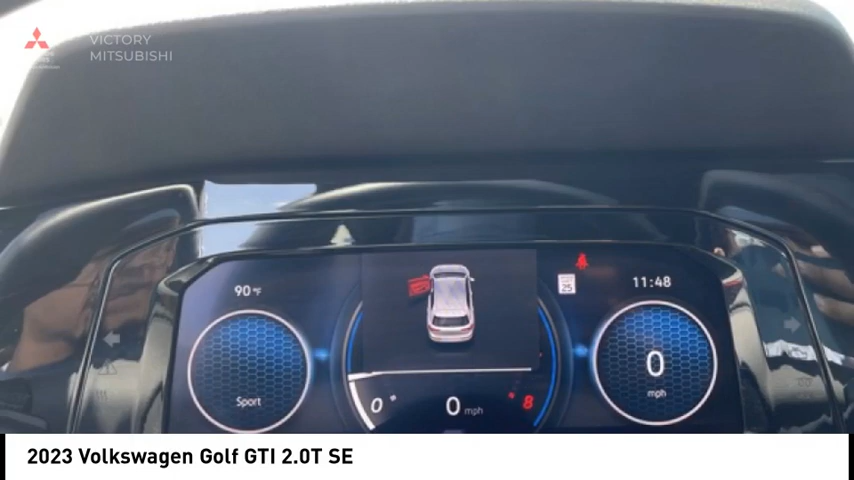 VICTORY
MITSUBISHI
90 °F
11:48
25
Sport
0
0 mph
8
0
mph
2023 Volkswagen Golf GTI 2.0T SE